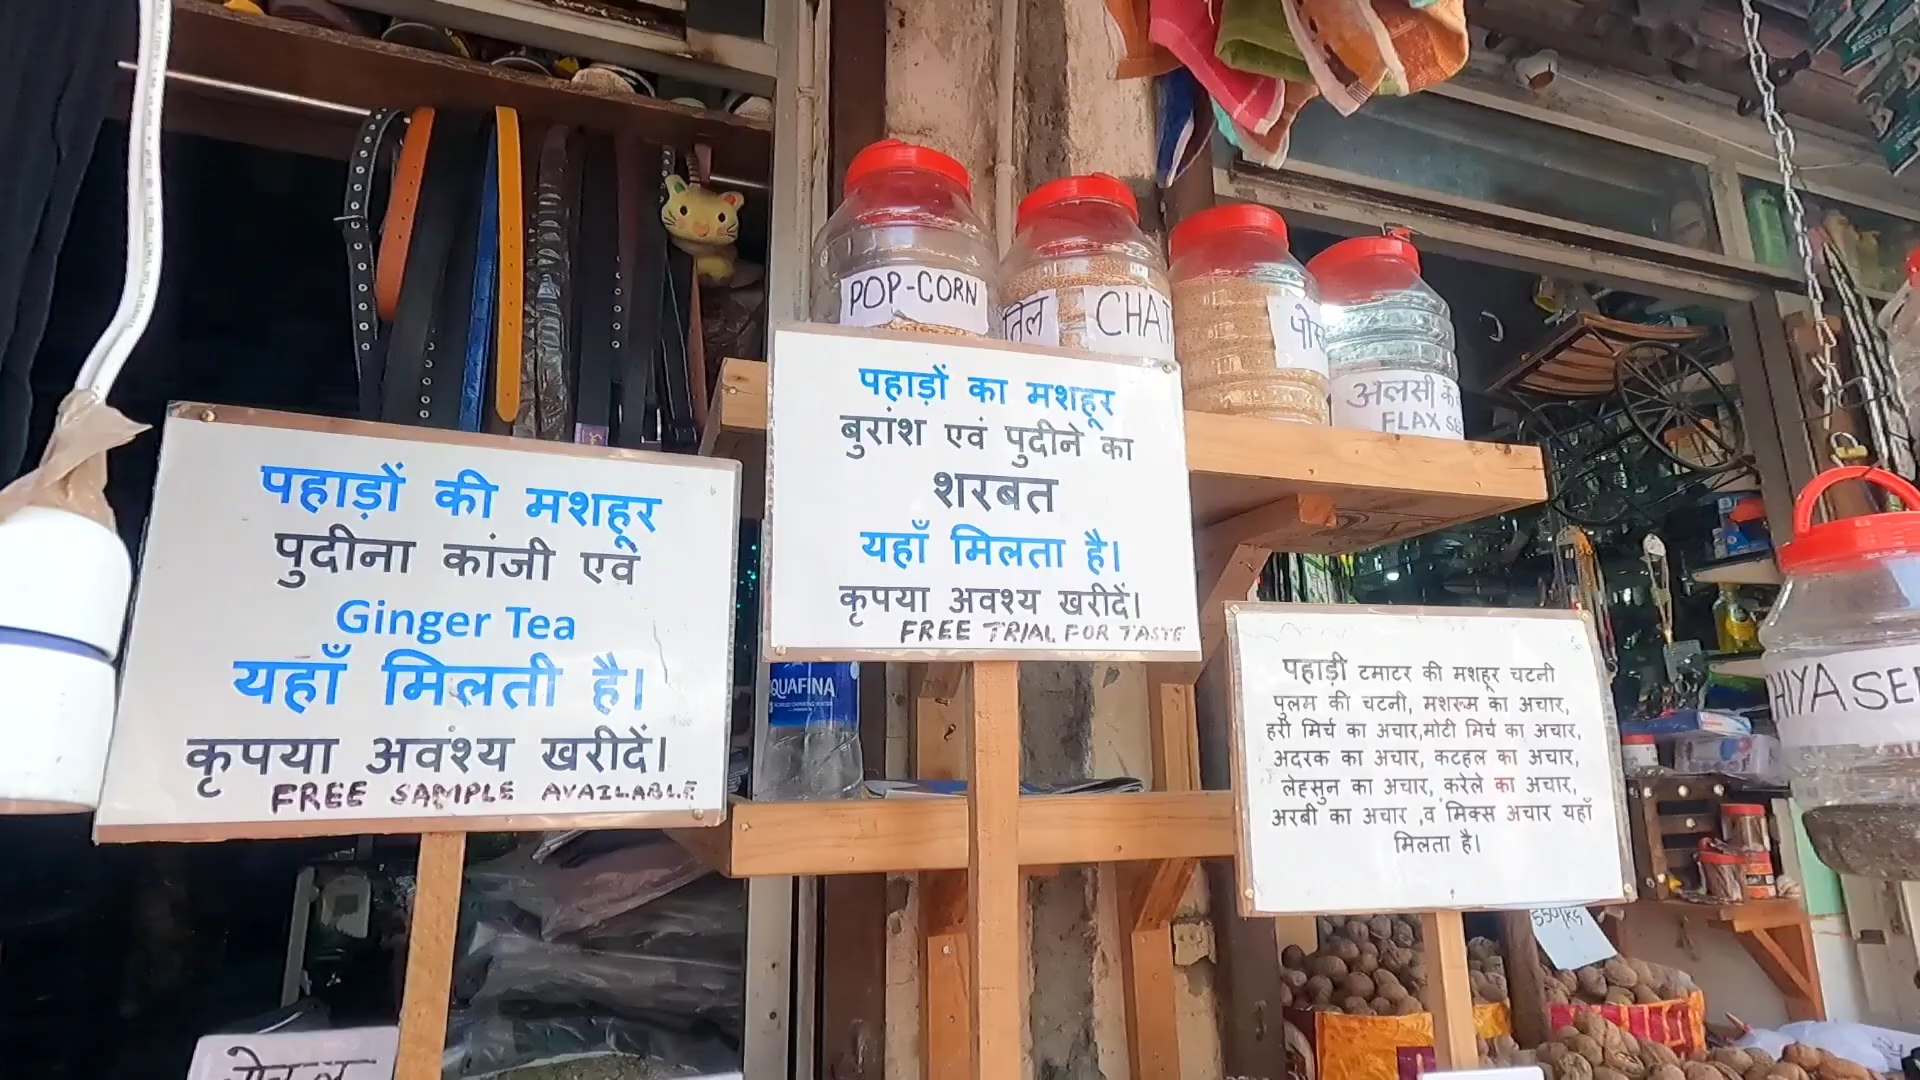 POP-CORN
तिल
CHAT
अलसी के
FLAX
पहाड़ों की मशहूर
पुदीना कांजी एवं
Ginger Tea
यहाँ मिलती है।
कृपया अवश्य खरीदें।
FREE SAMPLE AVAILABLE
पहाड़ों का मशहूर
बुरांश एवं पुदीने का
शरबत
यहाँ मिलता है।
कृपया अवश्य खरीदें।
FREE TRIAL FOR TASTE
QUAFINA
पहाड़ी टमाटर की मशहूर चटनी
पुलम की चटनी, मशरूम का अचार,
हरी मिर्च का अचार,मोटी मिर्च का अचार,
अदरक का अचार, कटहल का अचार,
लेहसुन का अचार, करेले का अचार,
अरबी का अचार ,व मिक्स अचार यहाँ
मिलता है।
HIYA SE
550/KG